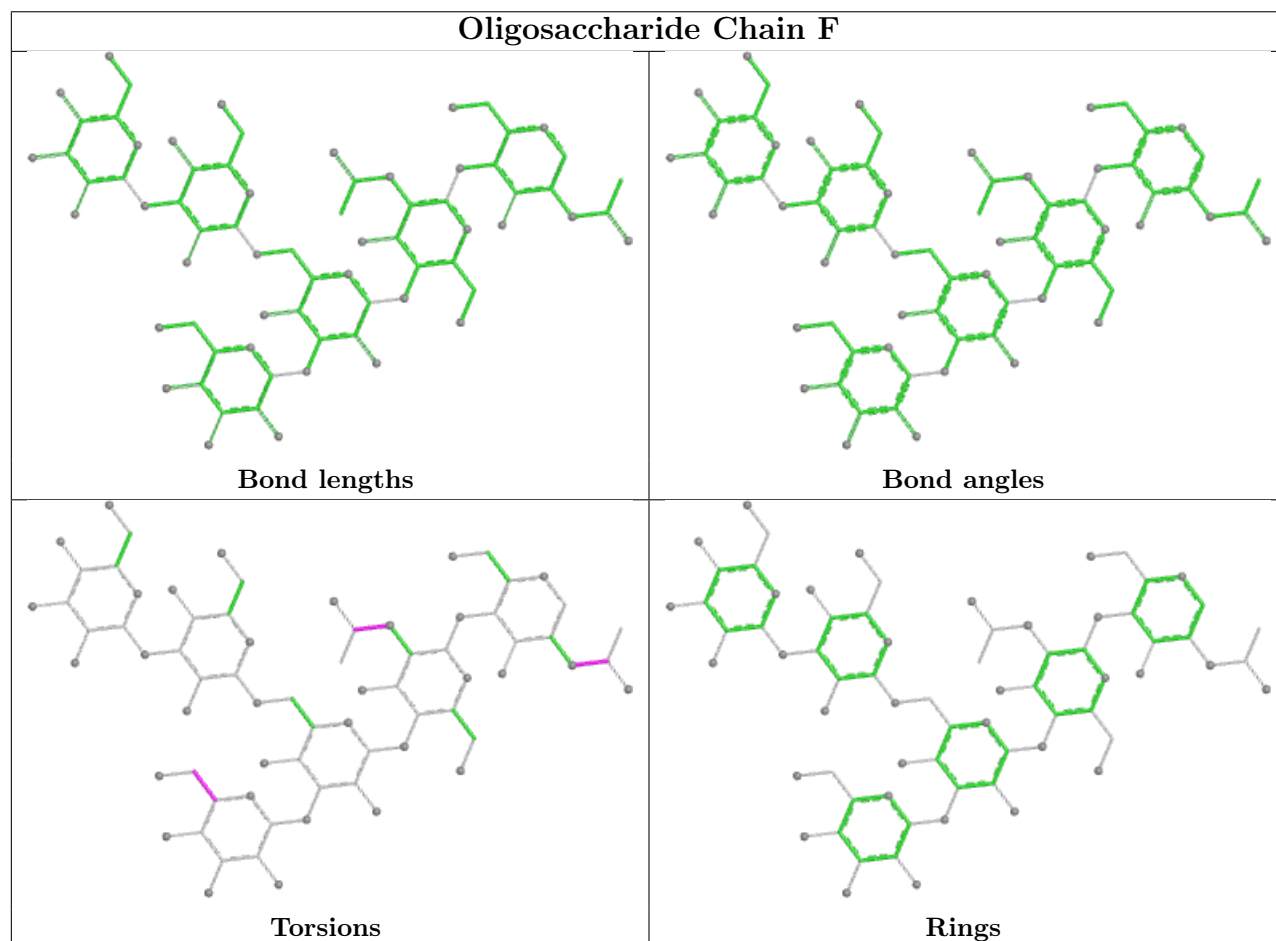 Oligosaccharide Chain F
Bond lengths
Bond angles
Torsions
Rings